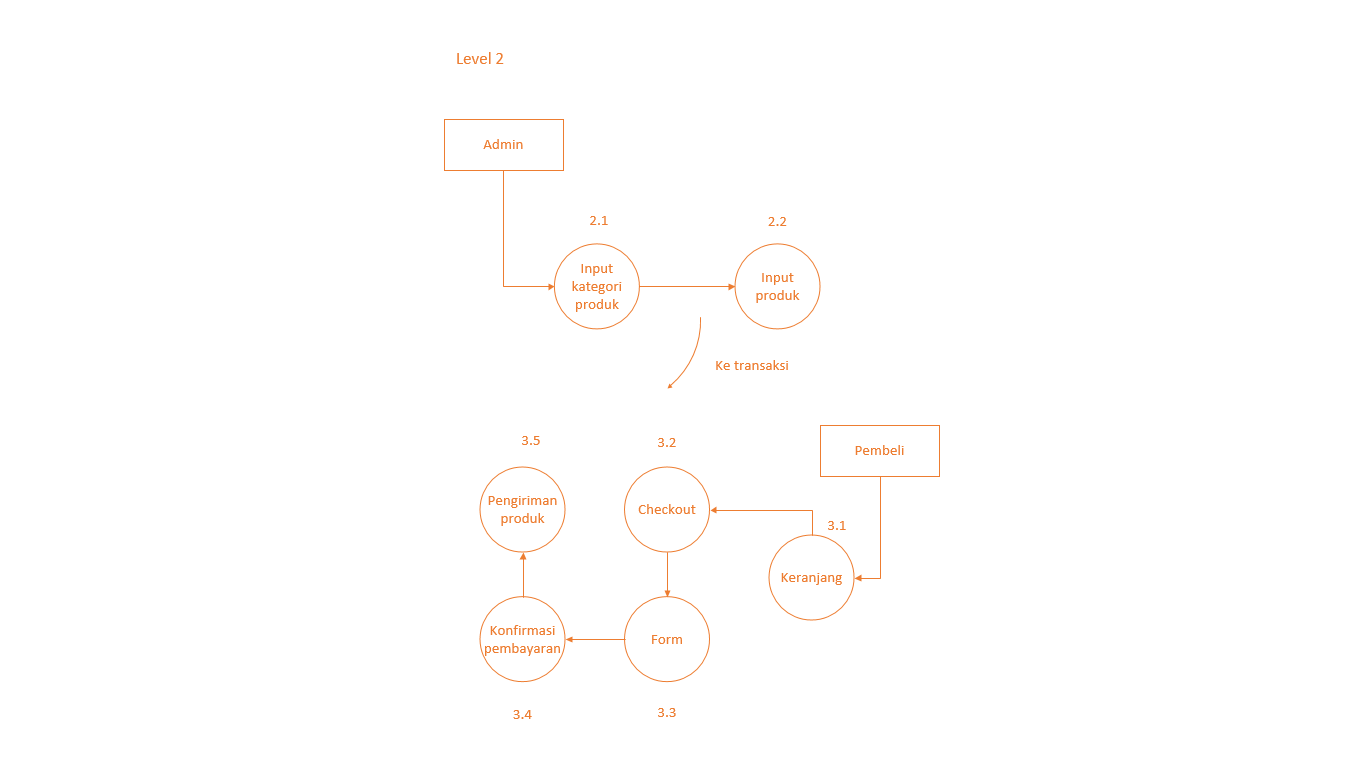 Level 2
Admin
2.1
2.2
Input
kategori
produk
Input
produk
Ke transaksi
3.5
3.2
Pembeli
Pengiriman
produk
Checkout
3.1
Keranjang
Konfirmasi
pembayaran
Form
3.4
3.3